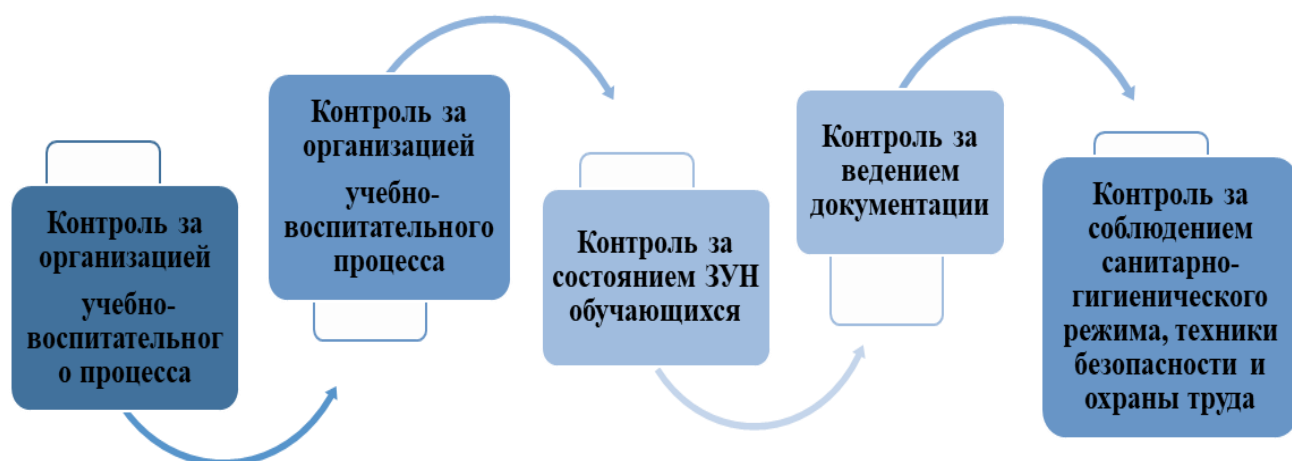 Контроль за
организацией
учебно-
воспитательног
о процесса
Контроль за
организацией
учебно-
воспитательного
процесса
Контроль за
состоянием ЗУН
обучающихся
Контроль за
ведением
документации
Контроль за
соблюдением
санитарно-
гигиенического
режима, техники
безопасности и
охраны труда